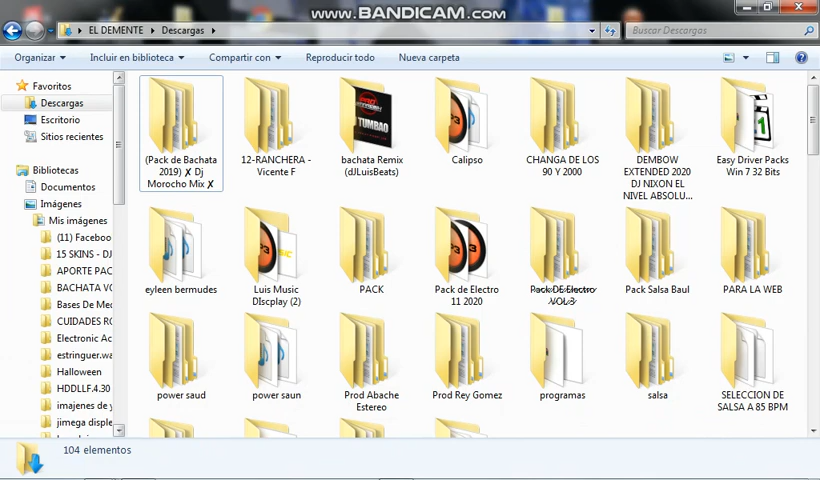 www.BANDICAM.com
EL DEMENTE ▸ Descargas ▸
Buscar Descargas
Organizar
Incluir en biblioteca
Compartir con
Reproducir todo
Nueva carpeta
Favoritos
Descargas
Escritorio
Sitios recientes
Bibliotecas
Documentos
Imágenes
Mis imágenes
(11) Faceboo
15 SKINS - DJ
APORTE PAC
BACHATA VO
Bases De Me
CUIDADS RO
Electronic Ac
estringuer.wa
Halloween
HDDLLF.4.30
imajenes de y
jimega disple
(Pack de Bachata
2019) ✗ Dj
Morocho Mix ✗
12-RANCHERA -
Vicente F
bachata Remix
(dJLuisBeats)
Calipso
CHANGA DE LOS
90 Y 2000
DEMBOW
EXTENDED 2020
DJ NIXON EL
NIVEL ABSOLU...
Easy Driver Packs
Win 7 32 Bits
eyleen bermudes
Luis Music
DIscplay (2)
PACK
Pack de Electro
11 2020
Pack DE Electro
VOL 3
Pack Salsa Baul
PARA LA WEB
power saud
power saun
Prod Abache
Estereo
Prod Rey Gomez
programas
salsa
SELECCION DE
SALSA A 85 BPM
104 elementos